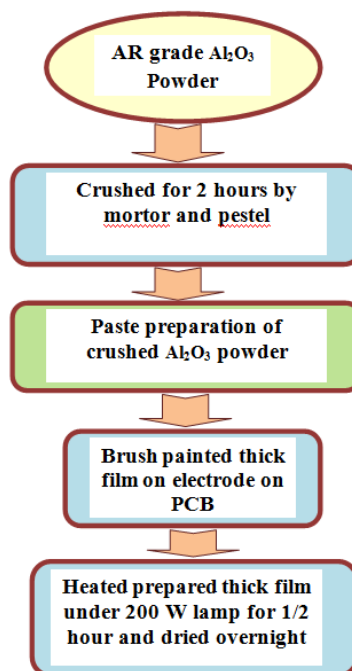 AR grade Al₂O₃
Powder
Crushed for 2 hours by
mortor and pestel
Paste preparation of
crushed Al₂O₃ powder
Brush painted thick
film on electrode on
PCB
Heated prepared thick film
under 200 W lamp for 1/2
hour and dried overnight